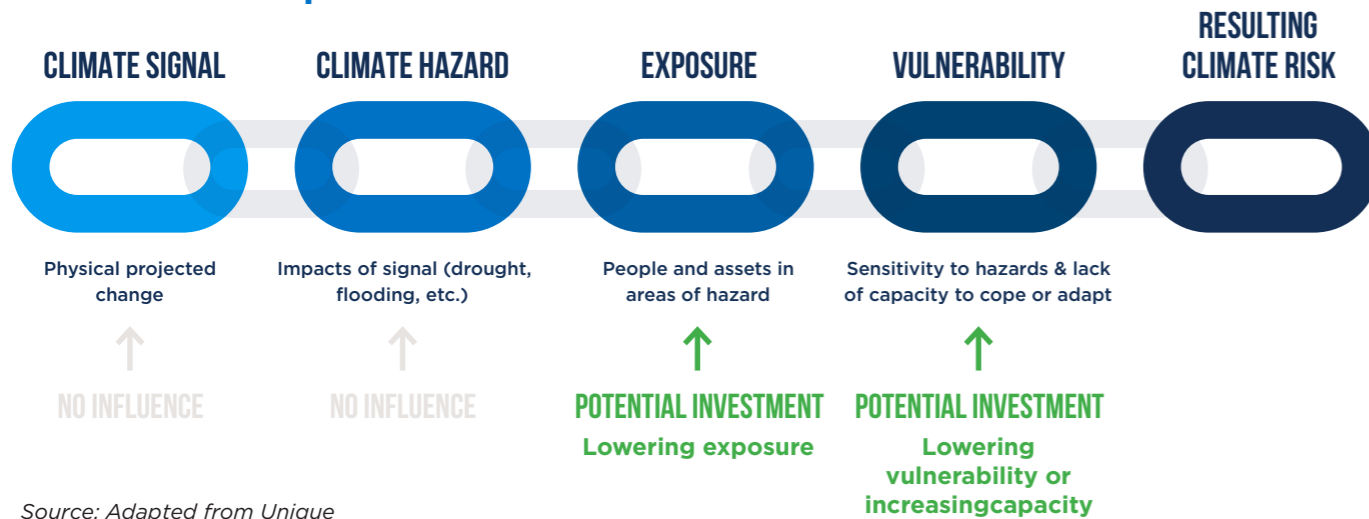 CLIMATE SIGNAL
Physical projected
change
NO INFLUENCE
CLIMATE HAZARD
Impacts of signal (drought,
flooding, etc.)
NO INFLUENCE
EXPOSURE
People and assets in
areas of hazard
POTENTIAL INVESTMENT
Lowering exposure
VULNERABILITY
Sensitivity to hazards & lack
of capacity to cope or adapt
POTENTIAL INVESTMENT
Lowering
vulnerability or
increasingcapacity
RESULTING
CLIMATE RISK
Source: Adapted from Unique